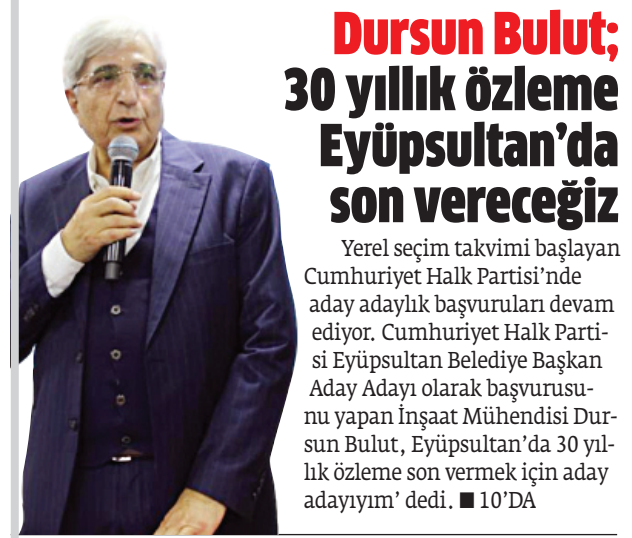 Dursun Bulut;
30 yıllık özleme
Eyüpsultan’da
son vereceğiz
Yerel seçim takvimi başlayan
Cumhuriyet Halk Partisi’nde
aday adaylık başvuruları devam
ediyor. Cumhuriyet Halk Parti-
si Eyüpsultan Belediye Başkan
Aday Adayı olarak başvurusu-
nu yapan İnşaat Mühendisi Dur-
sun Bulut, Eyüpsultan’da 30 yıl-
lık özleme son vermek için aday
adayıyım’ dedi. ■ 10’DA